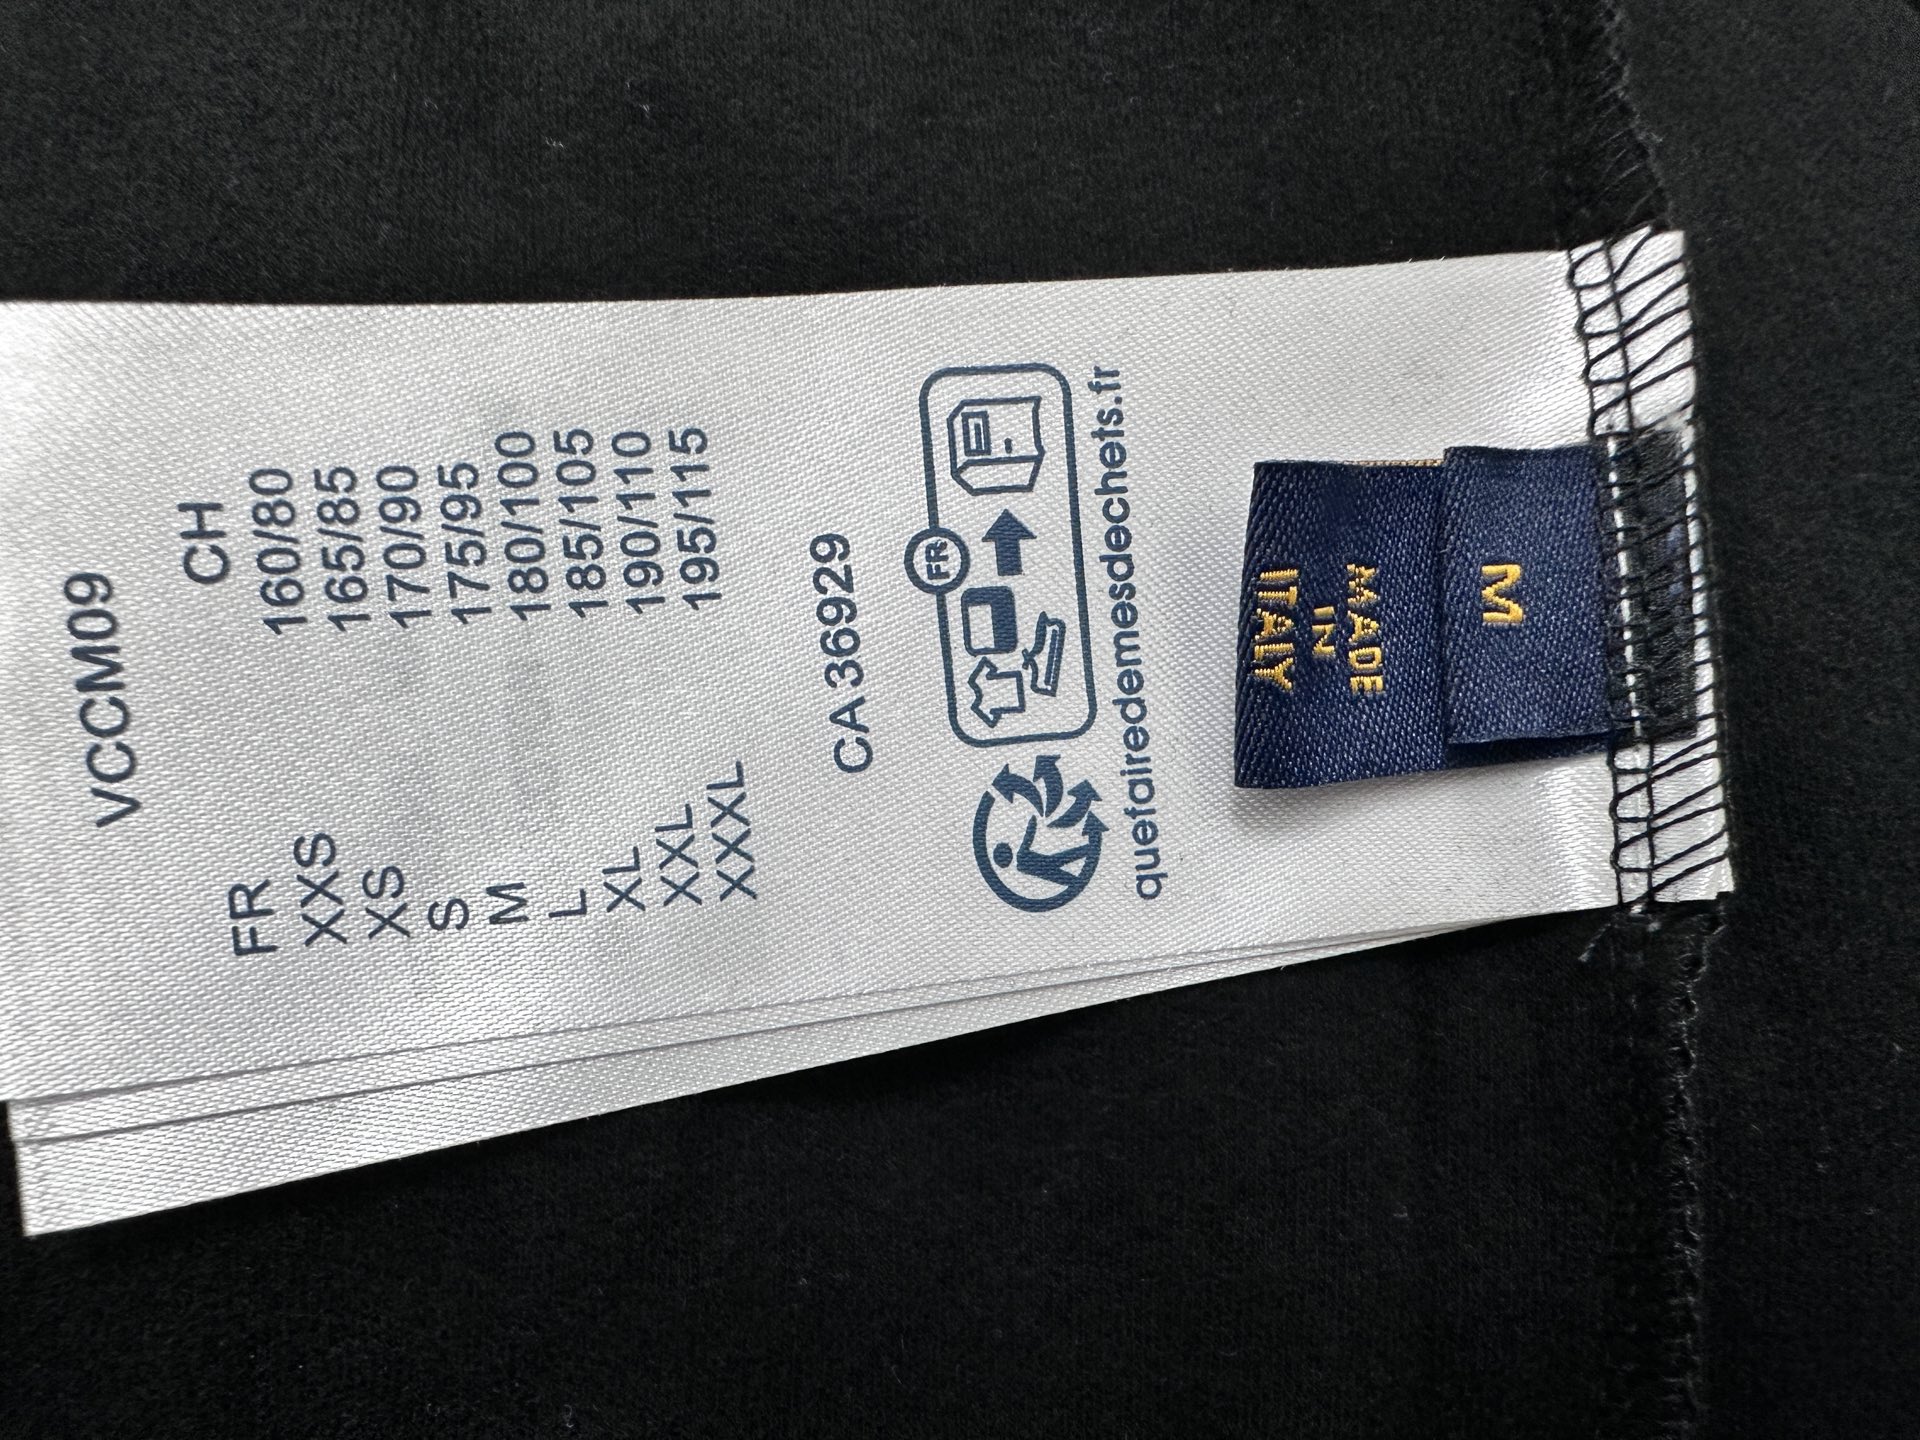 VCCM09
FR CH
XXS 160/80
XS 165/85
S 170/90
M 175/95
L 180/100
XL 185/105
XXL 190/110
XXXL 195/115
CA 36929
FR
quefairedemesdechets.fr
MADE
IN
ITALY
M